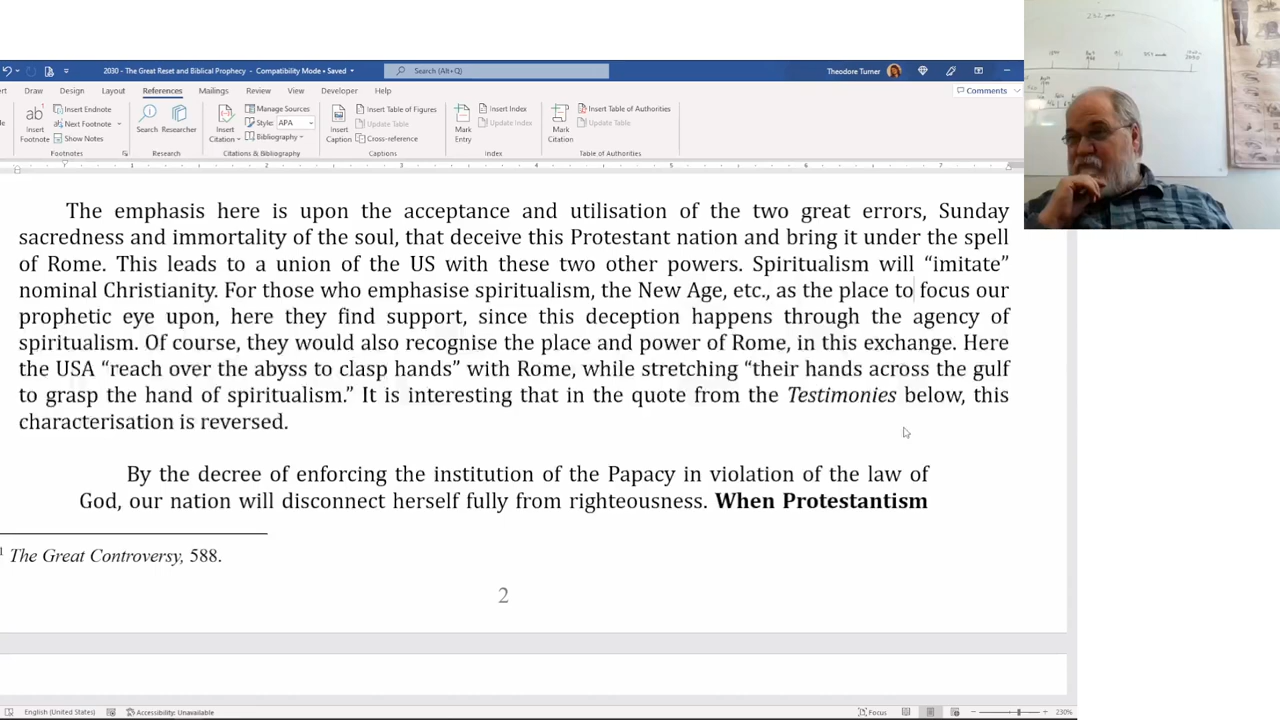 2030 - The Great Reset and Biblical Prophecy - Compatibility Mode • Saved
Search (Alt+Q)
Theodore Turner
Draw Design Layout References Mailings Review View Developer Help
Comments
Insert Endnote
Next Footnote
Show Notes
Insert Footnote
Footnotes
Search
Researcher
Research
Insert Citation
Manage Sources
Style: APA
Bibliography
Citations & Bibliography
Insert Caption
Insert Table of Figures
Update Table
Cross-reference
Captions
Mark Entry
Insert Index
Update Index
Index
Mark Citation
Insert Table of Authorities
Update Table
Table of Authorities
1 2 3 4 5 6 7
The emphasis here is upon the acceptance and utilisation of the two great errors, Sunday
sacredness and immortality of the soul, that deceive this Protestant nation and bring it under the spell
of Rome. This leads to a union of the US with these two other powers. Spiritualism will “imitate”
nominal Christianity. For those who emphasise spiritualism, the New Age, etc., as the place to focus our
prophetic eye upon, here they find support, since this deception happens through the agency of
spiritualism. Of course, they would also recognise the place and power of Rome, in this exchange. Here
the USA “reach over the abyss to clasp hands” with Rome, while stretching “their hands across the gulf
to grasp the hand of spiritualism.” It is interesting that in the quote from the Testimonies below, this
characterisation is reversed.
By the decree of enforcing the institution of the Papacy in violation of the law of
God, our nation will disconnect herself fully from righteousness. When Protestantism
1 The Great Controversy, 588.
2
English (United States)
Accessibility: Unavailable
Focus
230%